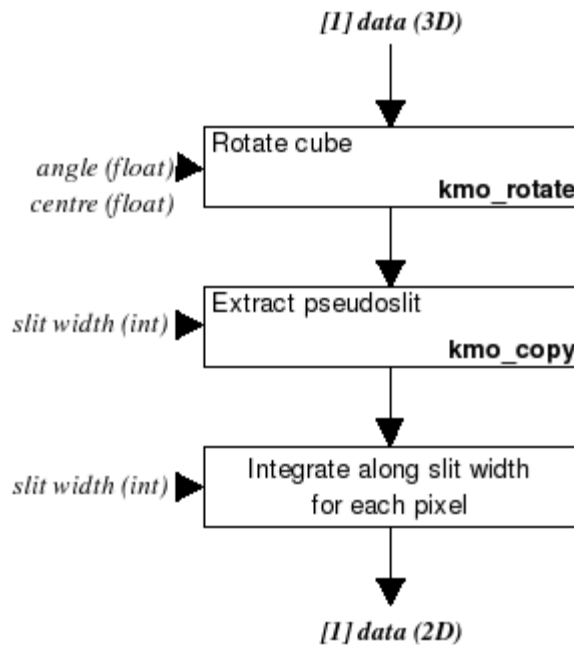 [1] data (3D)
Rotate cube
angle (float)
centre (float)
kmo_rotate
Extract pseudoslit
slit width (int)
kmo_copy
Integrate along slit width
slit width (int)
for each pixel
[1] data (2D)